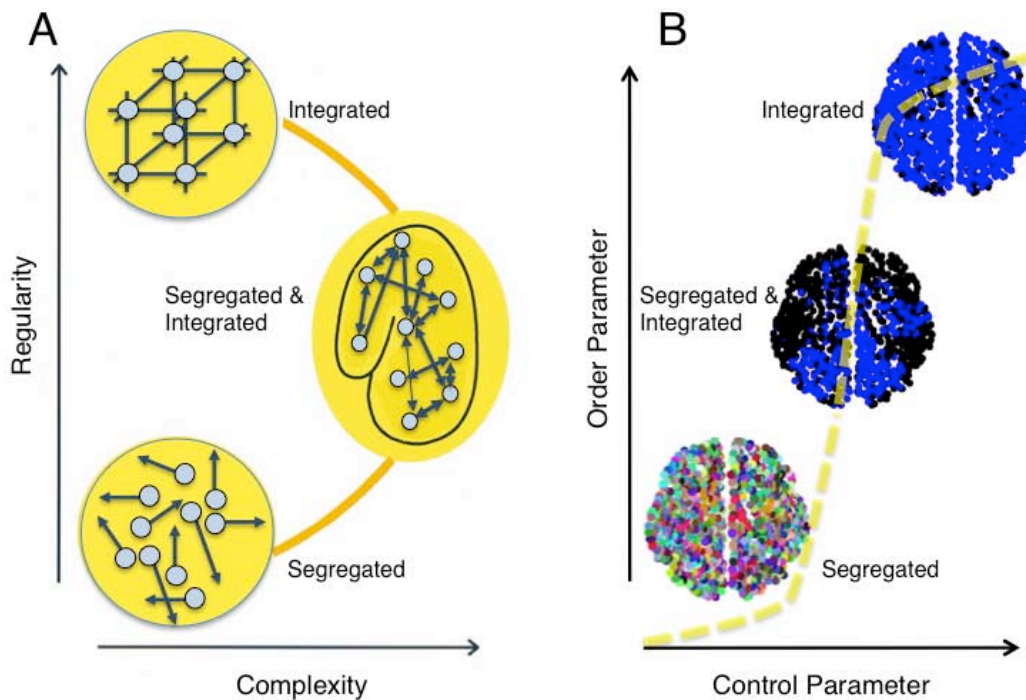 A
Regularity
Integrated
Segregated &
Integrated
Segregated
Complexity
B
Order Parameter
Integrated
Segregated &
Integrated
Segregated
Control Parameter